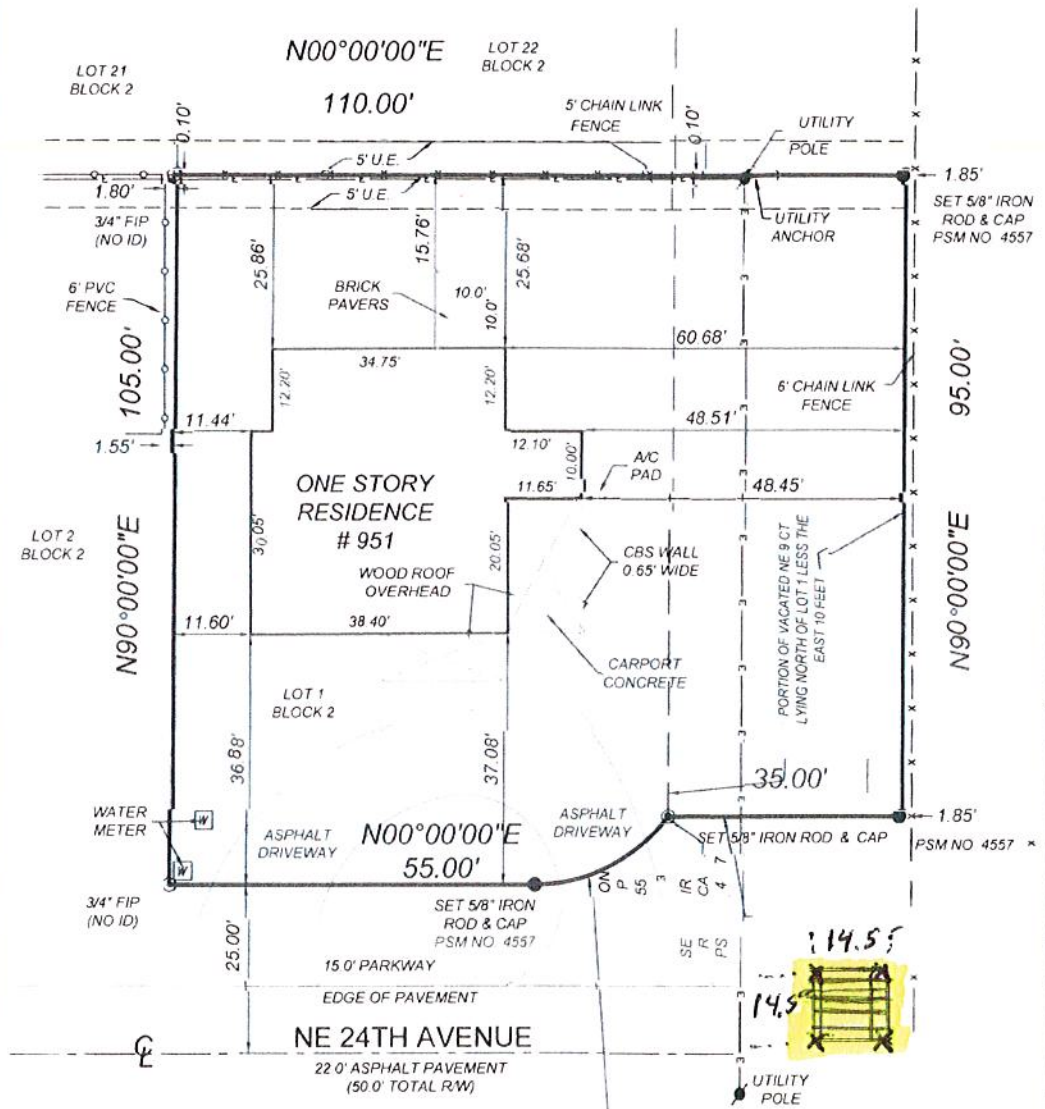 N00°00'00"E
110.00'
LOT 21
BLOCK 2
LOT 22
BLOCK 2
0.10'
5' CHAIN LINK
FENCE
0.10'
UTILITY
POLE
5' U.E.
5' U.E.
1.80'
1.85'
3/4" FIP
(NO ID)
SET 5/8" IRON
ROD & CAP
PSM NO 4557
UTILITY
ANCHOR
6' PVC
FENCE
25.86'
15.76'
25.68'
BRICK
PAVERS
10.0'
10.0'
60.68'
34.75'
105.00'
95.00'
12.20'
12.20'
6' CHAIN LINK
FENCE
11.44'
48.51'
1.55'
12.10'
10.00'
A/C
PAD
11.65'
48.45'
ONE STORY
RESIDENCE
# 951
LOT 2
BLOCK 2
N90°00'00"E
30.05'
20.05'
CBS WALL
0.65' WIDE
WOOD ROOF
OVERHEAD
PORTION OF VACATED NE 9 CT
LYING NORTH OF LOT 1 LESS THE
EAST 10 FEET
N90°00'00"E
11.60'
38.40'
CARPORT
CONCRETE
LOT 1
BLOCK 2
36.88'
37.08'
35.00'
WATER
METER
W
W
ASPHALT
DRIVEWAY
N00°00'00"E
55.00'
ASPHALT
DRIVEWAY
SET 5/8" IRON ROD & CAP
1.85'
PSM NO 4557
3/4" FIP
(NO ID)
SET 5/8" IRON
ROD & CAP
PSM NO 4557
25.00'
15.0' PARKWAY
EDGE OF PAVEMENT
NE 24TH AVENUE
22.0' ASPHALT PAVEMENT
(50.0' TOTAL R/W)
14.5
14.5
UTILITY
POLE